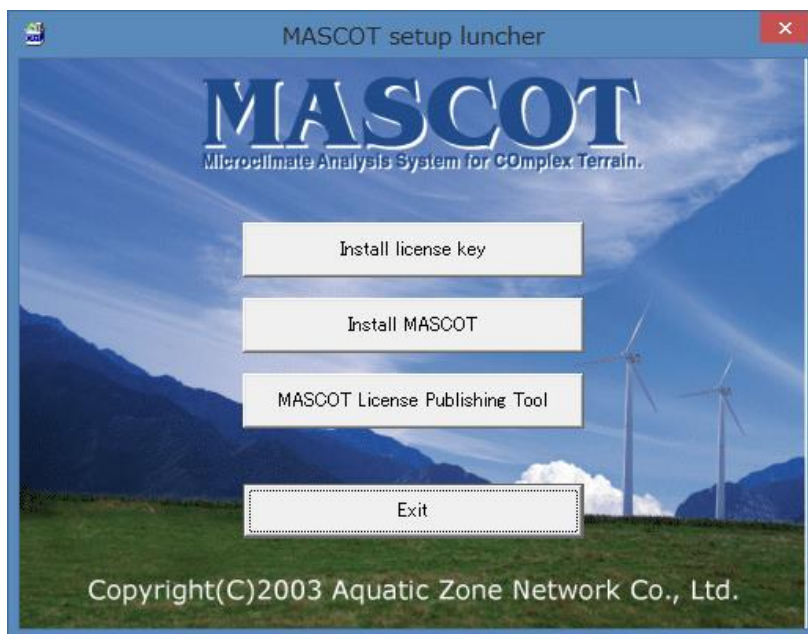 MASCOT setup luncher
MASCOT
Microclimate Analysis System for COmplex Terrain.
Install license key
Install MASCOT
MASCOT License Publishing Tool
Exit
Copyright(C)2003 Aquatic Zone Network Co., Ltd.